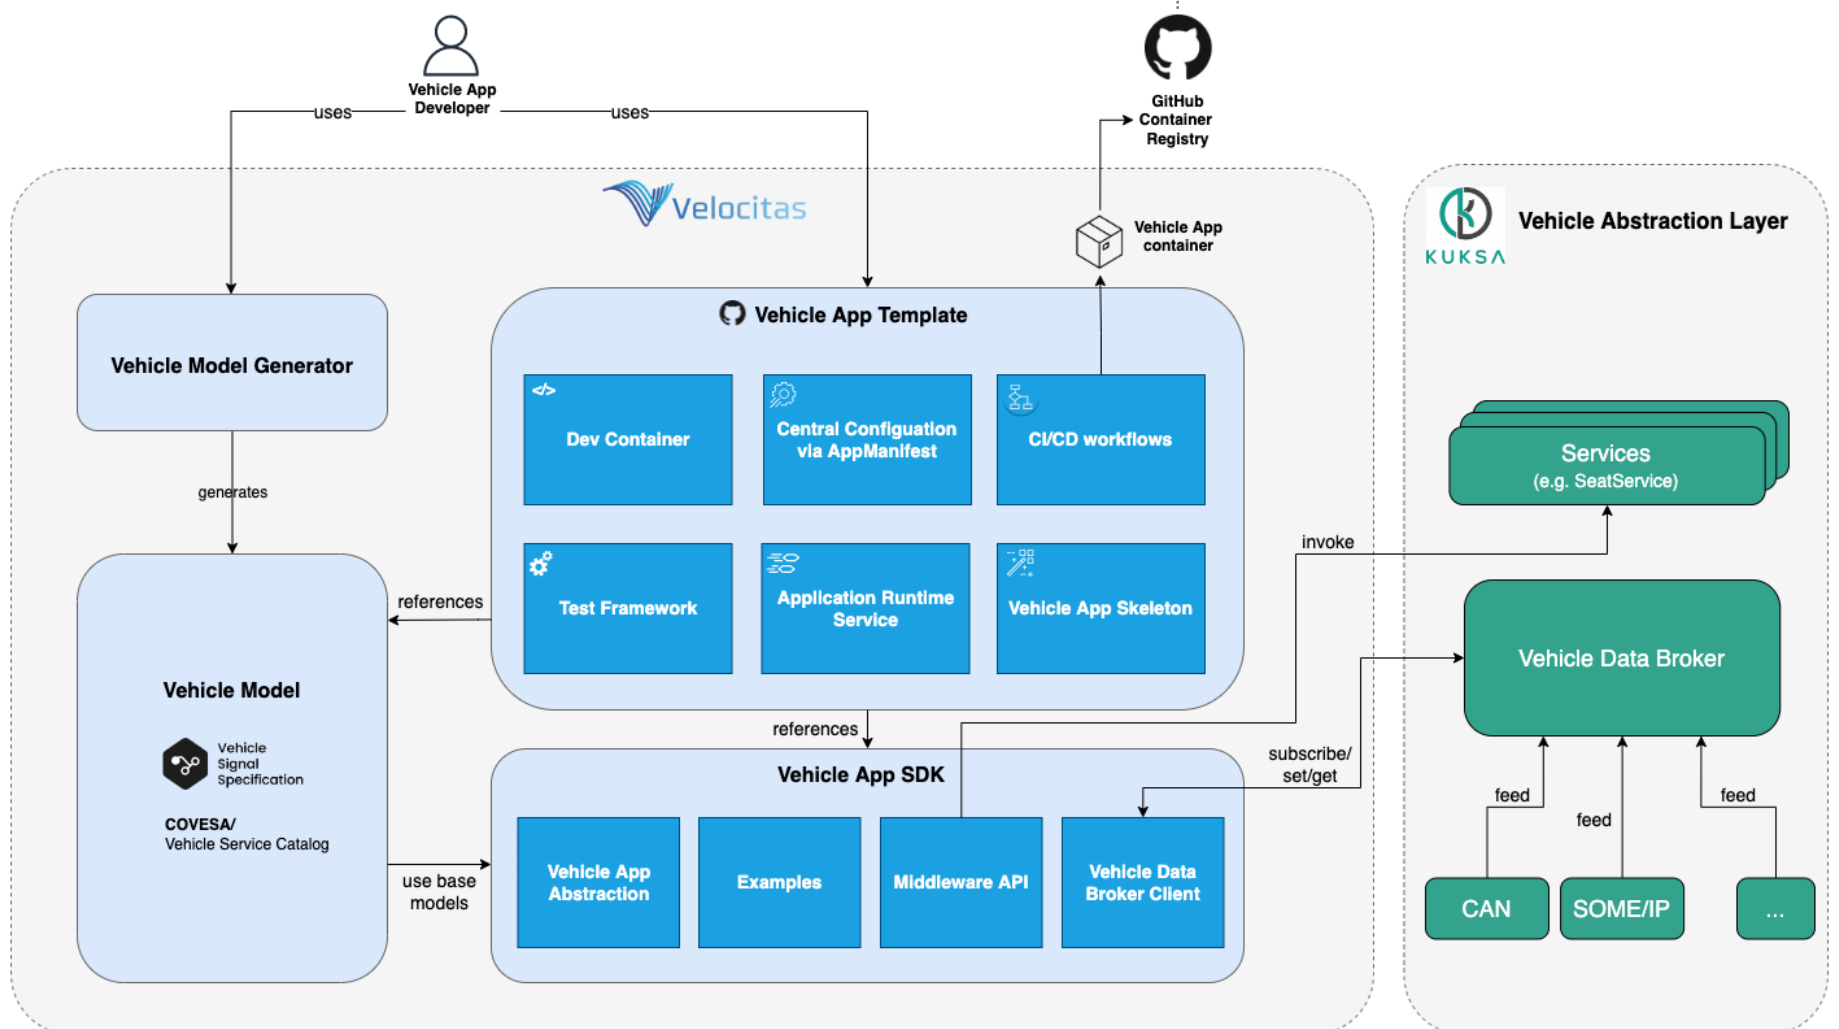 Vehicle App
Developer
uses
uses
GitHub
Container
Registry
Velocitas
Vehicle App
container
KUKSA
Vehicle Abstraction Layer
Vehicle Model Generator
Vehicle App Template
</>
Dev Container
Central Configuation
via AppManifest
CI/CD workflows
generates
Services
(e.g. SeatService)
invoke
Test Framework
Application Runtime
Service
Vehicle App Skeleton
references
Vehicle Data Broker
Vehicle Model
Vehicle
Signal
Specification
COVESA/
Vehicle Service Catalog
references
subscribe/
set/get
Vehicle App SDK
feed
feed
feed
use base
models
Vehicle App
Abstraction
Examples
Middleware API
Vehicle Data
Broker Client
CAN
SOME/IP
...